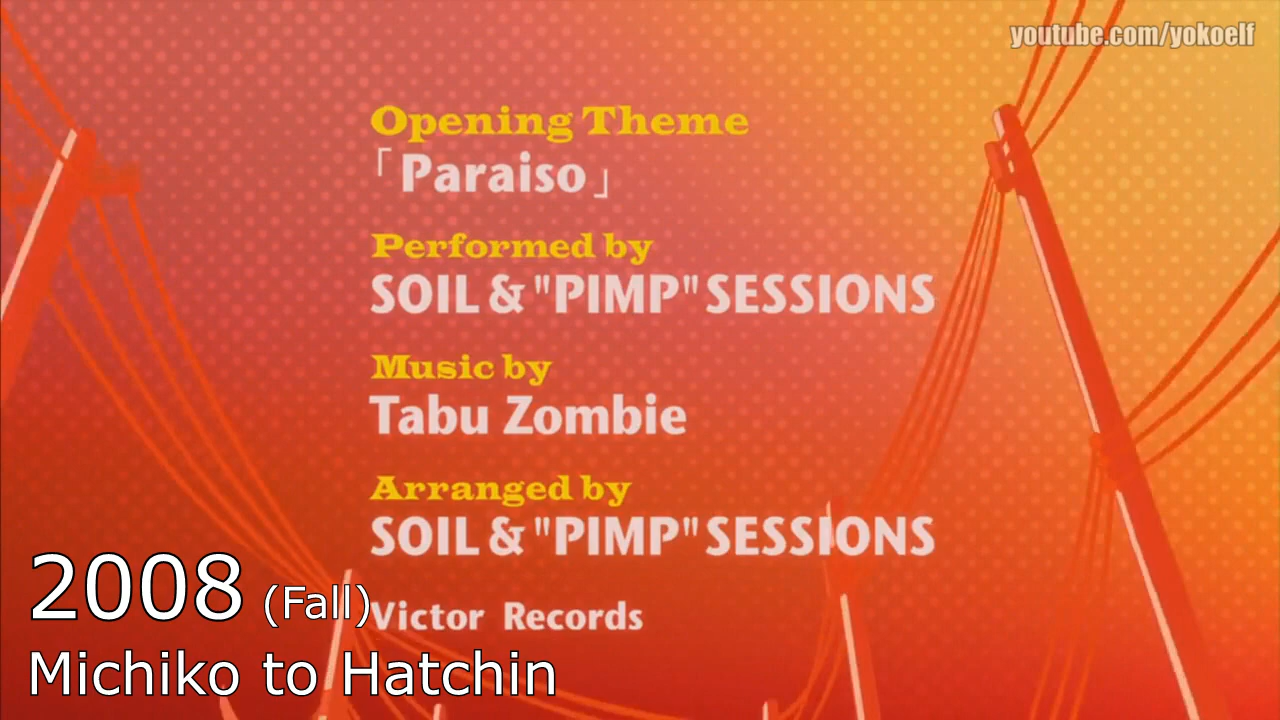 youtube.com/yokoelf
Opening Theme
「Paraiso」
Performed by
SOIL & "PIMP" SESSIONS
Music by
Tabu Zombie
Arranged by
SOIL & "PIMP" SESSIONS
Victor Records
2008 (Fall)
Michiko to Hatchin